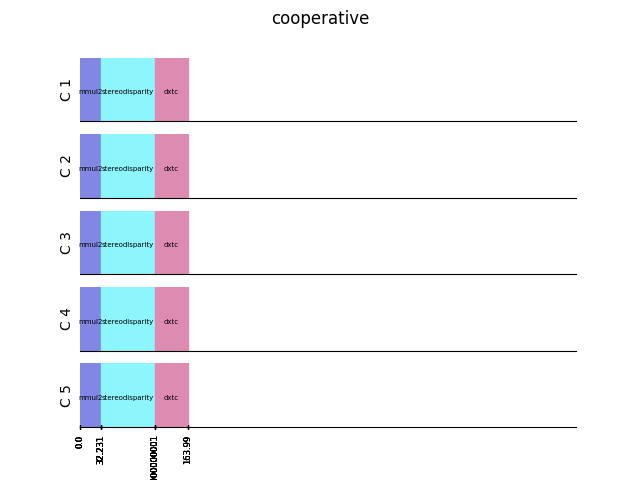 cooperative
C 1
mmul2 stereodisparity dxtc
C 2
mmul2 stereodisparity dxtc
C 3
mmul2 stereodisparity dxtc
C 4
mmul2 stereodisparity dxtc
C 5
mmul2 stereodisparity dxtc
0.0
32.231
163.99